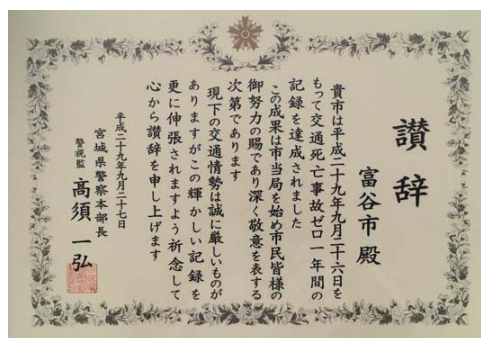 讃辞
富谷市殿
貴市は平成二十九年九月二十六日を
もって交通死亡事故ゼロ一年間の
記録を達成されました
この成果は市当局を始め市民皆様の
御努力の賜であり深く敬意を表する
次第であります
現下の交通情勢は誠に厳しいものが
ありますがこの輝かしい記録を
更に伸張されますよう祈念して
心から讃辞を申し上げます
平成二十九年九月二十七日
宮城県警察本部長
警視監 髙須一弘